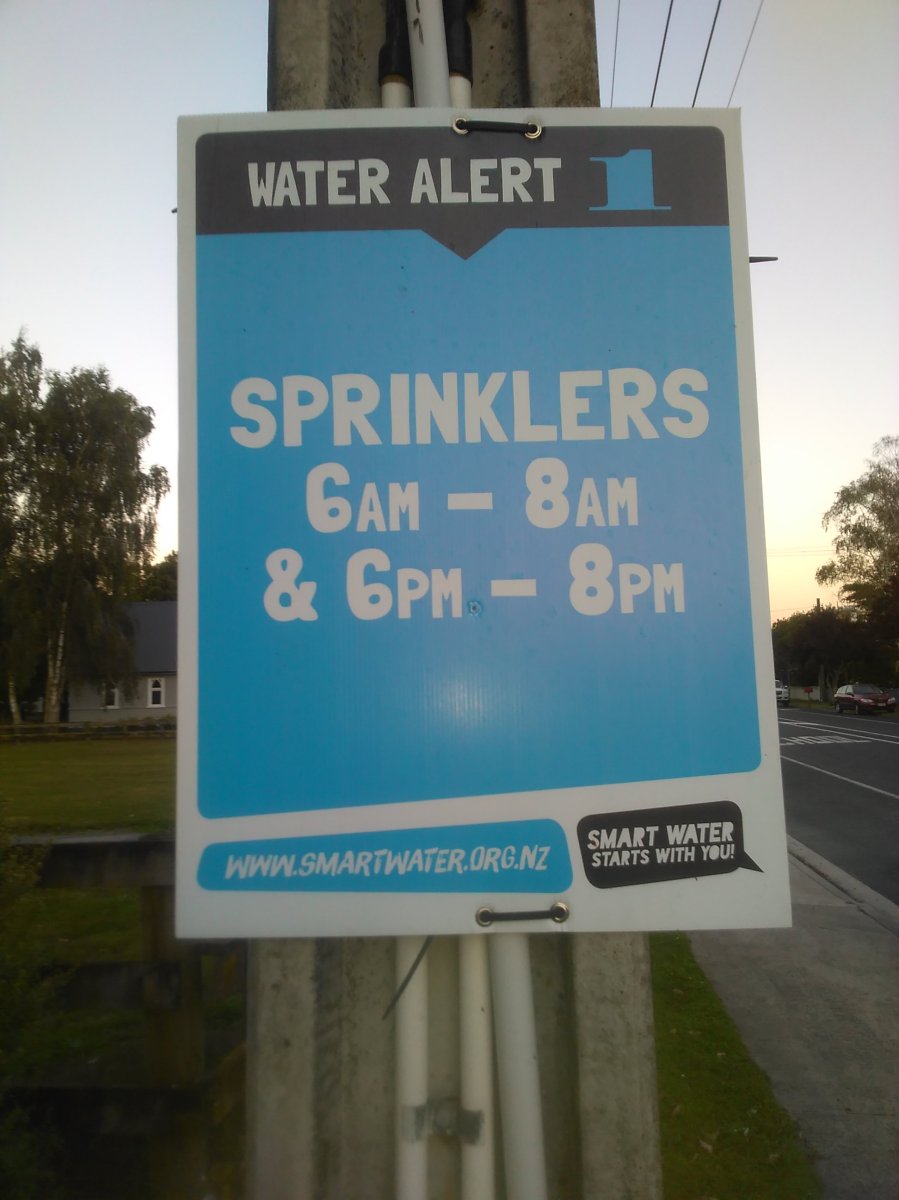 WATER ALERT 1
SPRINKLERS
6AM – 8AM
& 6PM – 8PM
WWW.SMARTWATER.ORG.NZ
SMART WATER
STARTS WITH YOU!